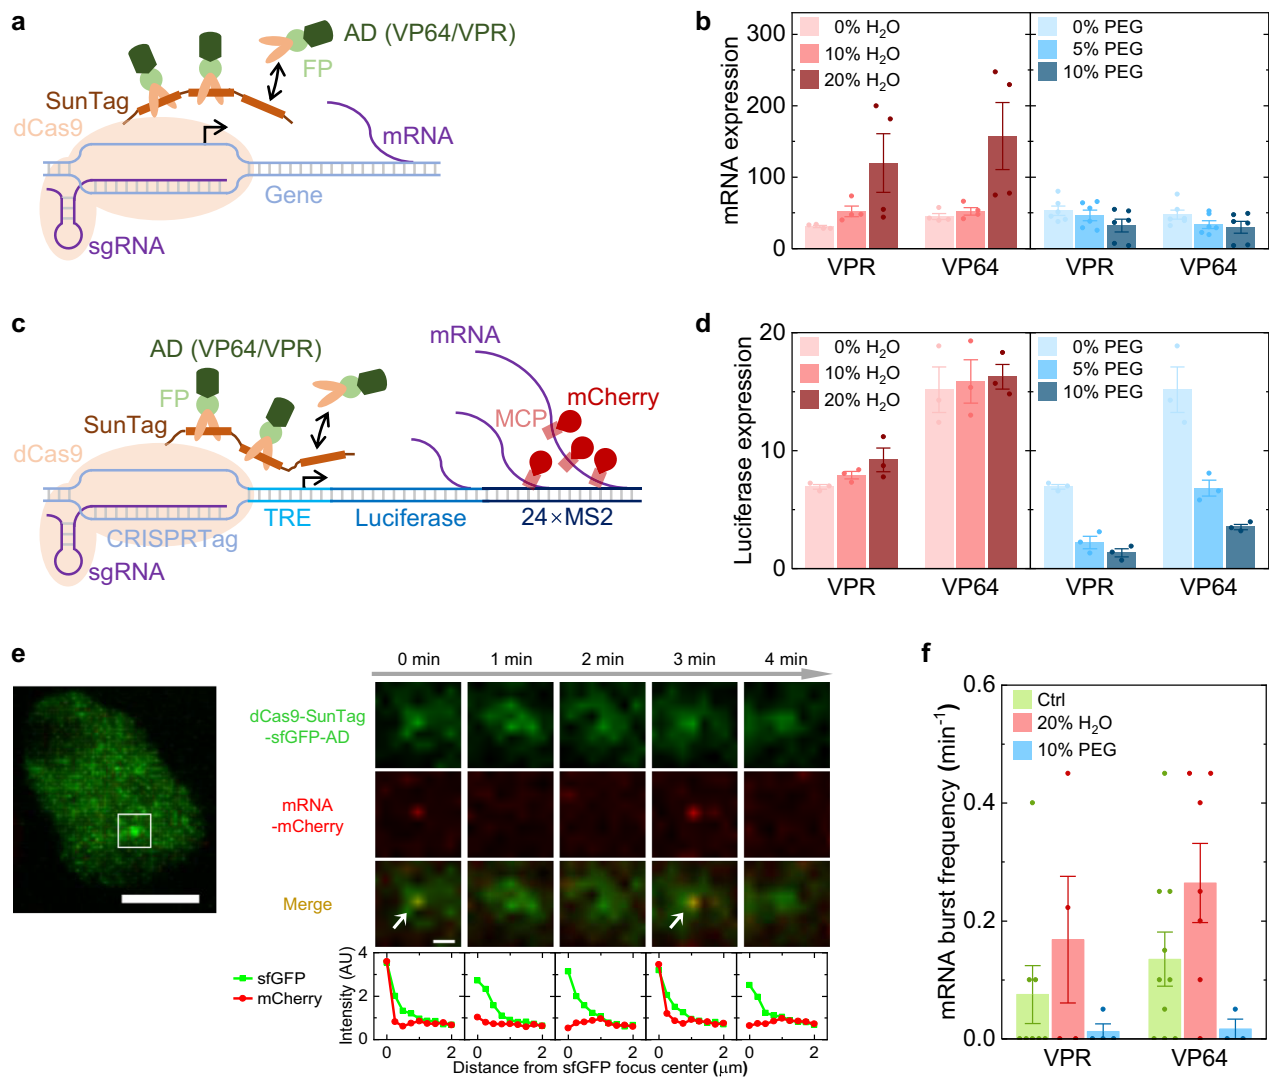 a
AD (VP64/VPR)
FP
SunTag
dCas9
mRNA
Gene
sgRNA
b
mRNA expression
300
200
100
0
0% H₂O
10% H₂O
20% H₂O
0% PEG
5% PEG
10% PEG
VPR
VP64
VPR
VP64
c
mRNA
AD (VP64/VPR)
FP
mCherry
MCP
SunTag
dCas9
TRE
Luciferase
24×MS2
CRISPRTag
sgRNA
d
Luciferase expression
20
10
0
0% H₂O
10% H₂O
20% H₂O
0% PEG
5% PEG
10% PEG
VPR
VP64
VPR
VP64
e
0 min
1 min
2 min
3 min
4 min
dCas9-SunTag
-sfGFP-AD
mRNA
-mCherry
Merge
sfGFP
mCherry
Intensity (AU)
4
2
0
0 2
0 2
0 2
0 2
0 2
Distance from sfGFP focus center (μm)
f
mRNA burst frequency (min⁻¹)
0.6
0.4
0.2
0.0
Ctrl
20% H₂O
10% PEG
VPR
VP64